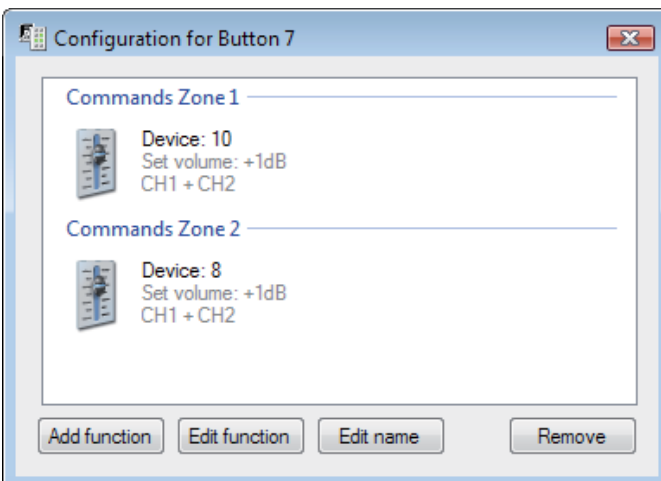 Configuration for Button 7
Commands Zone 1
Device: 10
Set volume: +1dB
CH1 + CH2
Commands Zone 2
Device: 8
Set volume: +1dB
CH1 + CH2
Add function Edit function Edit name Remove